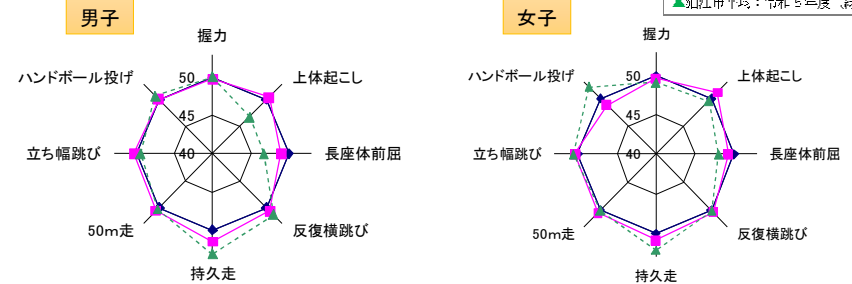 男子
握力
ハンドボール投げ
50
上体起こし
45
立ち幅跳び
40
長座体前屈
50m走
反復横跳び
持久走
女子
握力
ハンドボール投げ
50
上体起こし
45
立ち幅跳び
40
長座体前屈
50m走
反復横跳び
持久走